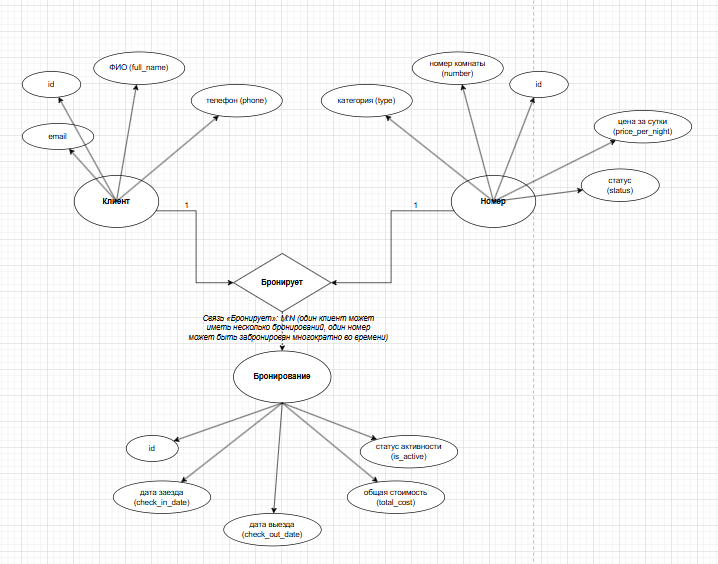 ФИО (full_name)
id
email
телефон (phone)
Клиент
номер комнаты
(number)
id
категория (type)
цена за сутки
(price_per_night)
статус
(status)
Номер
1
1
Бронирует
Связь «Бронирует»: M:N (один клиент может
иметь несколько бронирований, один номер
может быть забронирован многократно во времени)
Бронирование
id
статус активности
(is_active)
дата заезда
(check_in_date)
общая стоимость
(total_cost)
дата выезда
(check_out_date)